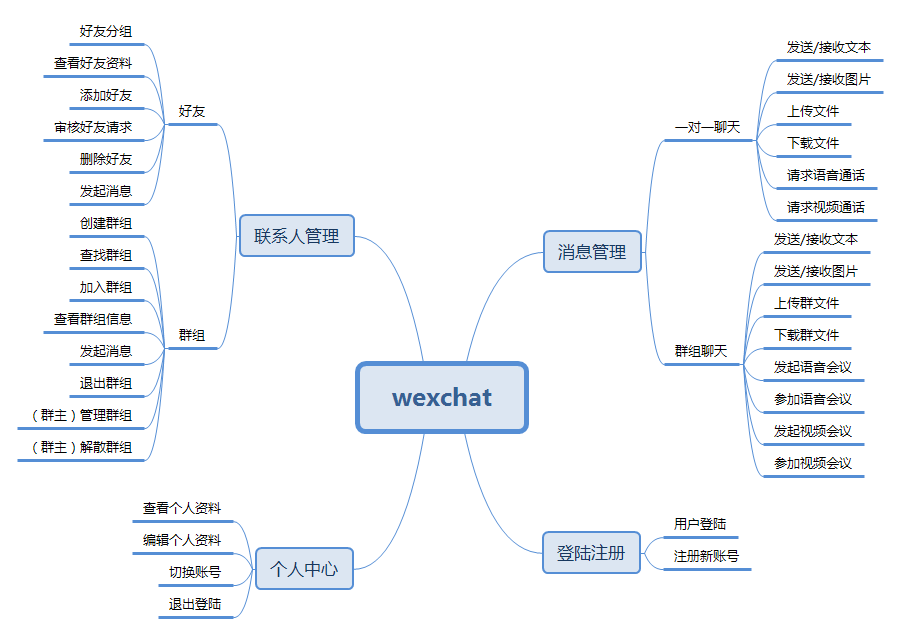 wexchat
联系人管理
好友
好友分组
查看好友资料
添加好友
审核好友请求
删除好友
发起消息
群组
创建群组
查找群组
加入群组
查看群组信息
发起消息
退出群组
（群主）管理群组
（群主）解散群组
消息管理
一对一聊天
发送/接收文本
发送/接收图片
上传文件
下载文件
请求语音通话
请求视频通话
群组聊天
发送/接收文本
发送/接收图片
上传群文件
下载群文件
发起语音会议
参加语音会议
发起视频会议
参加视频会议
个人中心
查看个人资料
编辑个人资料
切换账号
退出登陆
登陆注册
用户登陆
注册新账号